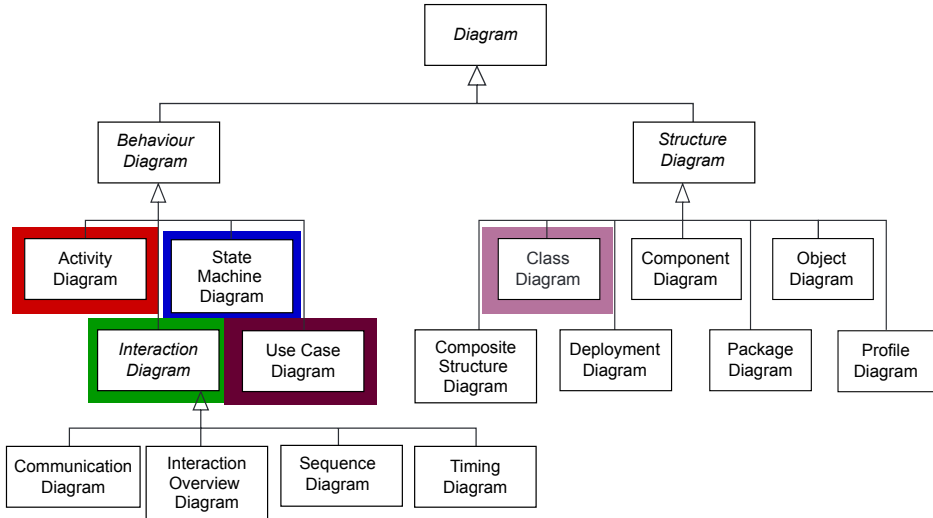 Diagram
Behaviour
Diagram
Structure
Diagram
Activity
Diagram
State
Machine
Diagram
Class
Diagram
Component
Diagram
Object
Diagram
Interaction
Diagram
Use Case
Diagram
Composite
Structure
Diagram
Deployment
Diagram
Package
Diagram
Profile
Diagram
Communication
Diagram
Interaction
Overview
Diagram
Sequence
Diagram
Timing
Diagram